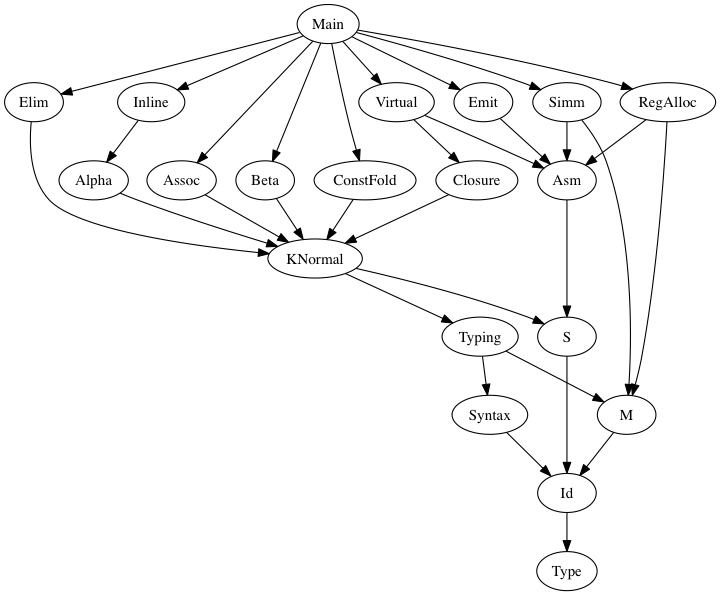 Main
Elim
Inline
Virtual
Emit
Simm
RegAlloc
Alpha
Assoc
Beta
ConstFold
Closure
Asm
KNormal
Typing
S
Syntax
M
Id
Type